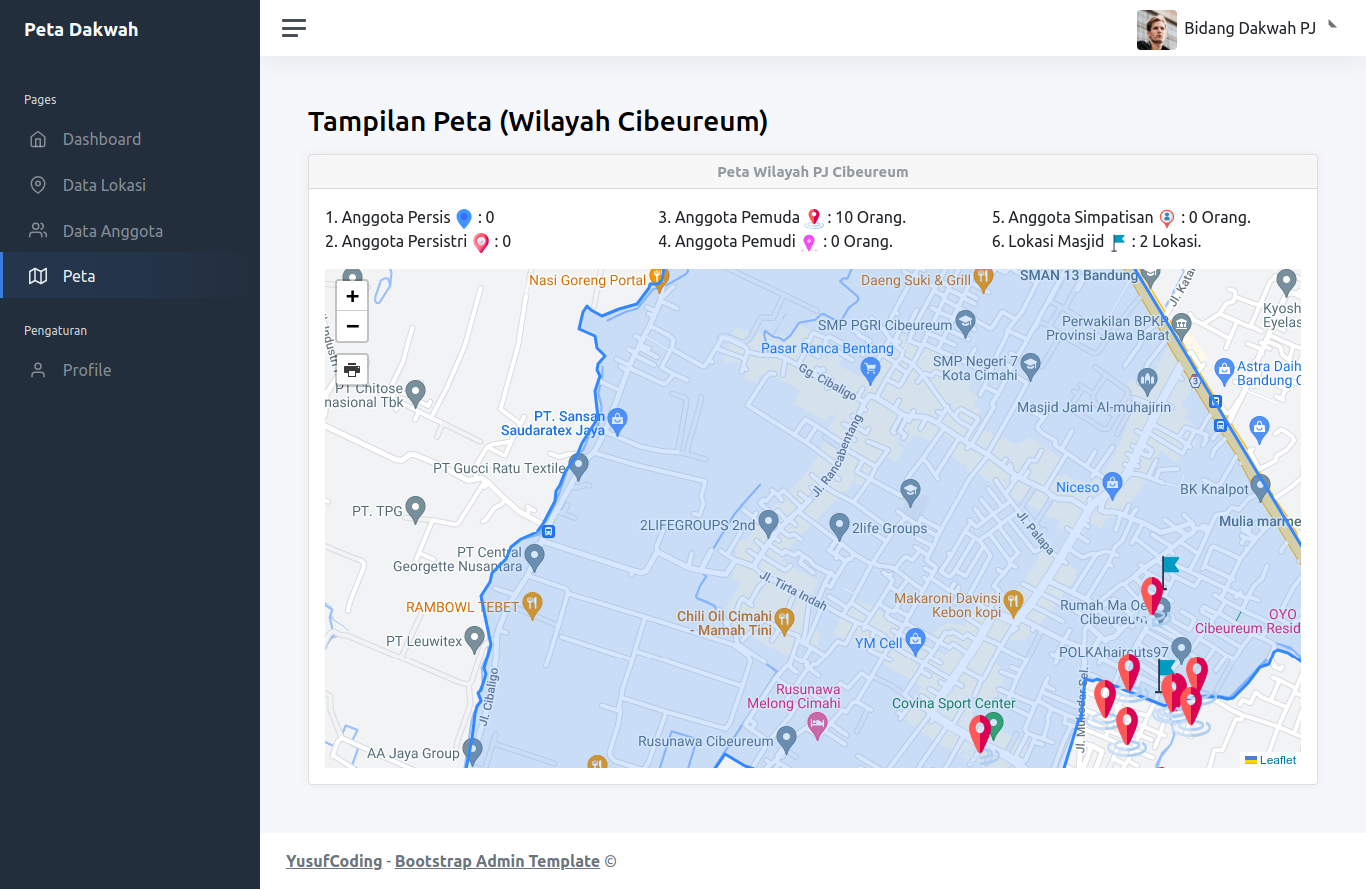 Peta Dakwah
Bidang Dakwah PJ
Pages
Dashboard
Data Lokasi
Data Anggota
Peta
Pengaturan
Profile
Tampilan Peta (Wilayah Cibeureum)
Peta Wilayah PJ Cibeureum
1. Anggota Persis : 0
2. Anggota Persistri : 0
3. Anggota Pemuda : 10 Orang.
4. Anggota Pemudi : 0 Orang.
5. Anggota Simpatisan : 0 Orang.
6. Lokasi Masjid : 2 Lokasi.
+
−
Nasi Goreng Portal
Daeng Suki & Grill
SMAN 13 Bandung
Jl. Kata
Kyosh
Eyelas
SMP PGRI Cibeureum
Perwakilan BPKP
Provinsi Jawa Barat
Pasar Ranca Bentang
SMP Negeri 7
Kota Cimahi
Gg. Cibaligo
3
Astra Daih
Bandung C
PT Chitose
nasional Tbk
Masjid Jami Al-muhajirin
PT. Sansan
Saudaratex Jaya
Jl. Rancabentang
PT Gucci Ratu Textile
Niceso
BK Knalpot
PT. TPG
2LIFEGROUPS 2nd
2life Groups
Jl. Palapa
Mulia marine
PT Central
Georgette Nusantara
Jl. Tirta Indah
RAMBOWL TEBET
Chili Oil Cimahi
- Mamah Tini
Makaroni Davinsi
Kebon kopi
Rumah Ma Oe
Cibeureum
OYO
Cibeureum Resid
PT Leuwitex
YM Cell
POLKAhaircuts97
Jl. Cibaligo
Rusunawa
Melong Cimahi
Covina Sport Center
Jl. Mukodar Sel.
Rusunawa Cibeureum
AA Jaya Group
Leaflet
YusufCoding - Bootstrap Admin Template ©